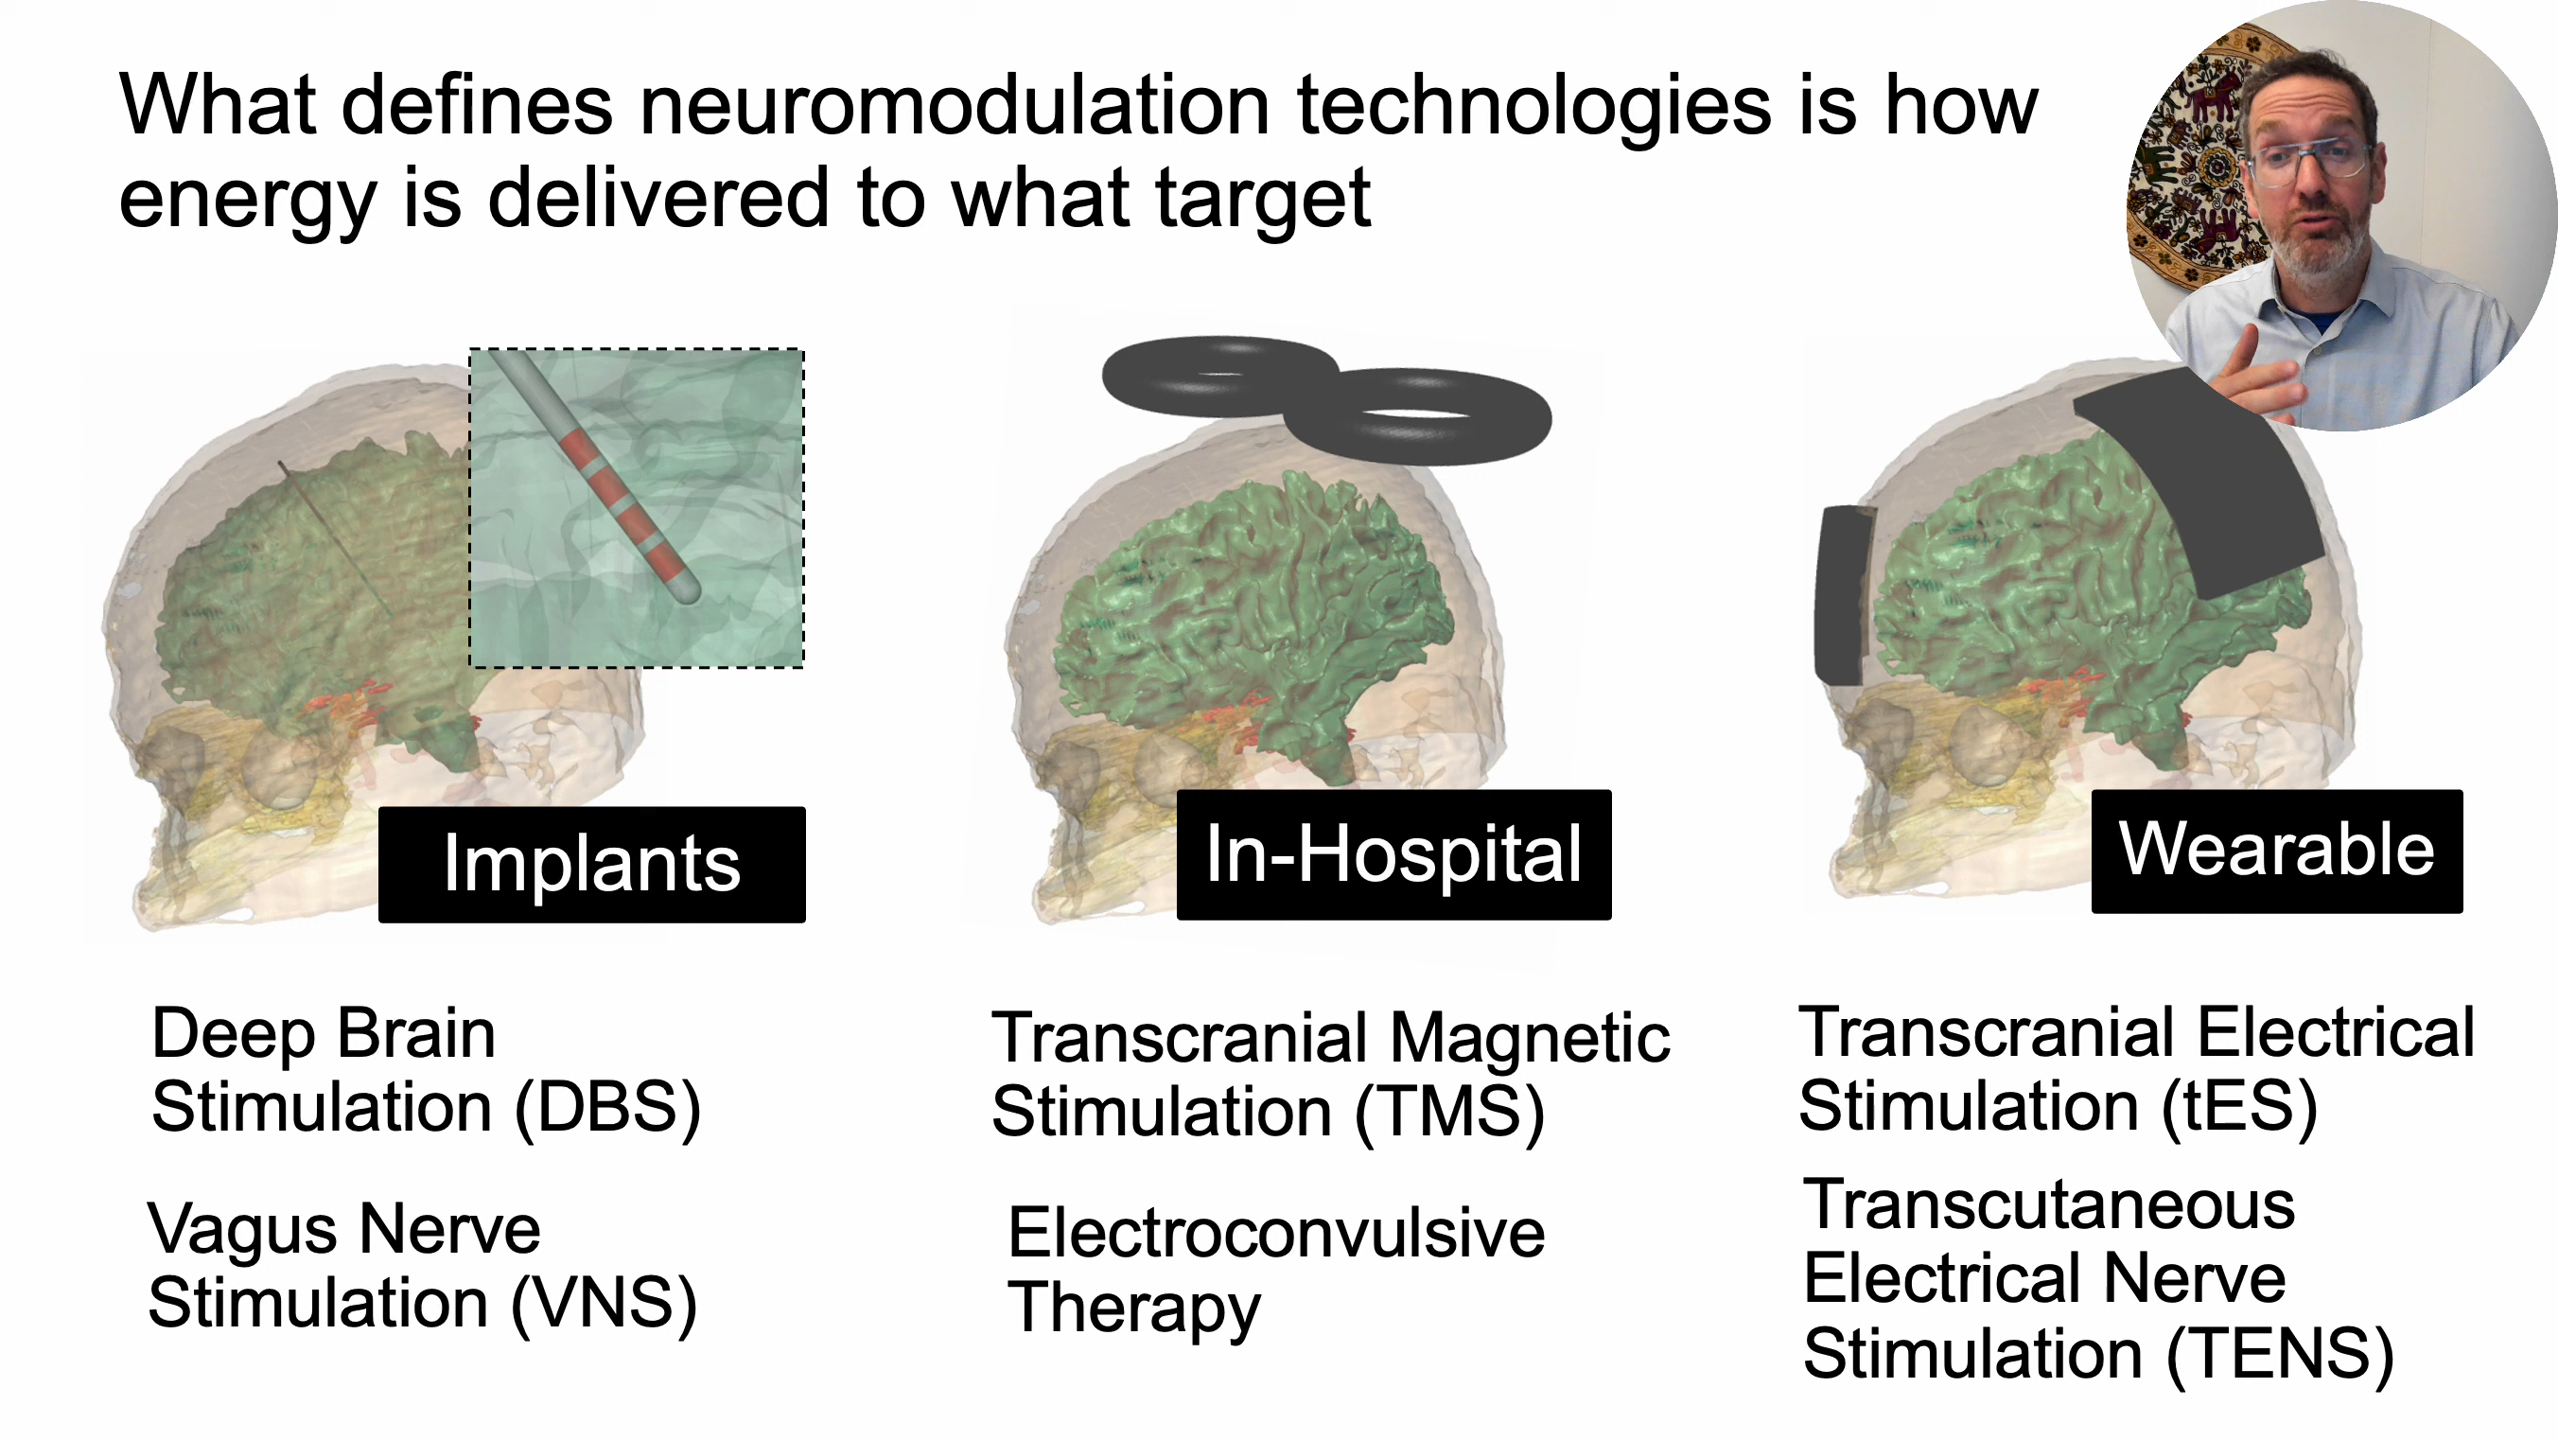 What defines neuromodulation technologies is how
energy is delivered to what target
Implants
In-Hospital
Wearable
Deep Brain
Stimulation (DBS)
Vagus Nerve
Stimulation (VNS)
Transcranial Magnetic
Stimulation (TMS)
Electroconvulsive
Therapy
Transcranial Electrical
Stimulation (tES)
Transcutaneous
Electrical Nerve
Stimulation (TENS)